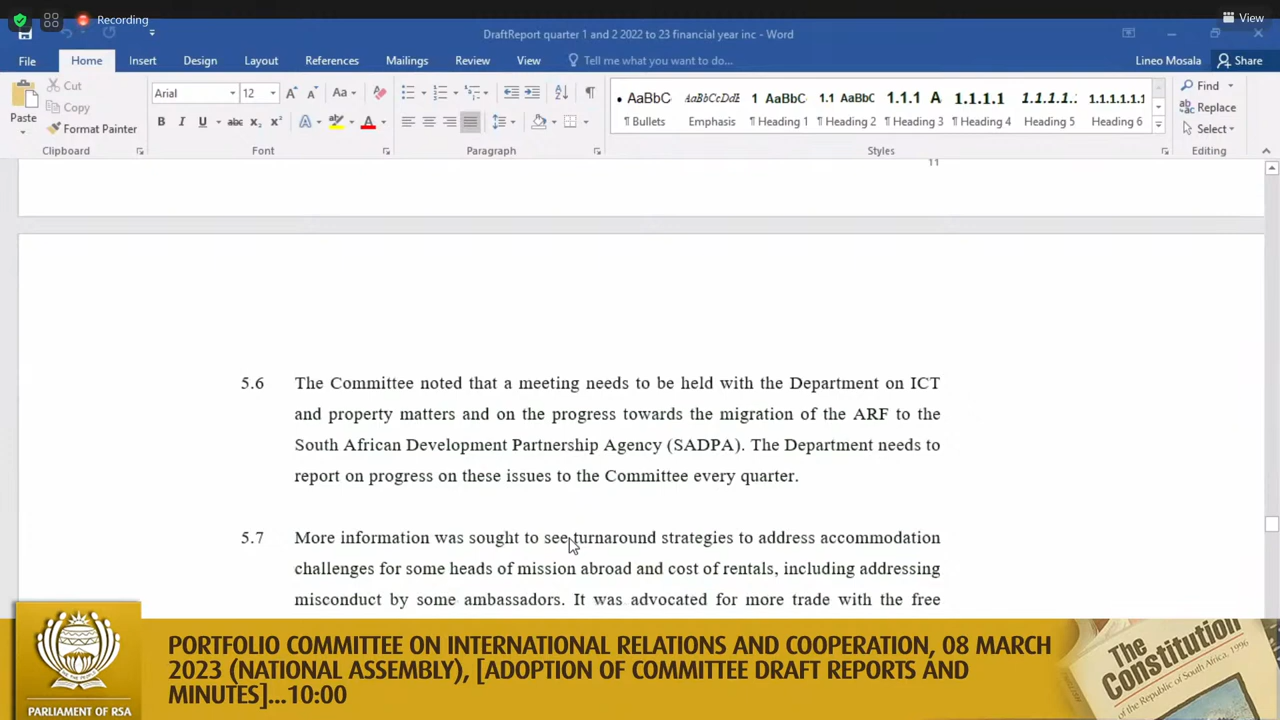 Recording
View
DraftReport quarter 1 and 2 2022 to 23 financial year inc - Word
File Home Insert Design Layout References Mailings Review View Tell me what you want to do... Lineo Mosala Share
Cut
Copy
Paste
Format Painter
Clipboard
Arial 12
Font
Paragraph
AaBbC AaBbCcDdE 1 AaBbC 1.1 AaBbC 1.1.1 A 1.1.1.1 1.1.1.1. 1.1.1.1.1.1
¶ Bullets Emphasis ¶ Heading 1 ¶ Heading 2 ¶ Heading 3 ¶ Heading 4 Heading 5 Heading 6
Styles
Find
Replace
Select
Editing
11
5.6 The Committee noted that a meeting needs to be held with the Department on ICT
and property matters and on the progress towards the migration of the ARF to the
South African Development Partnership Agency (SADPA). The Department needs to
report on progress on these issues to the Committee every quarter.
5.7 More information was sought to see turnaround strategies to address accommodation
challenges for some heads of mission abroad and cost of rentals, including addressing
misconduct by some ambassadors. It was advocated for more trade with the free
PORTFOLIO COMMITTEE ON INTERNATIONAL RELATIONS AND COOPERATION, 08 MARCH
2023 (NATIONAL ASSEMBLY), [ADOPTION OF COMMITTEE DRAFT REPORTS AND
MINUTES]...10:00
PARLIAMENT OF RSA
The
Constitution
of the Republic of South Africa, 1996